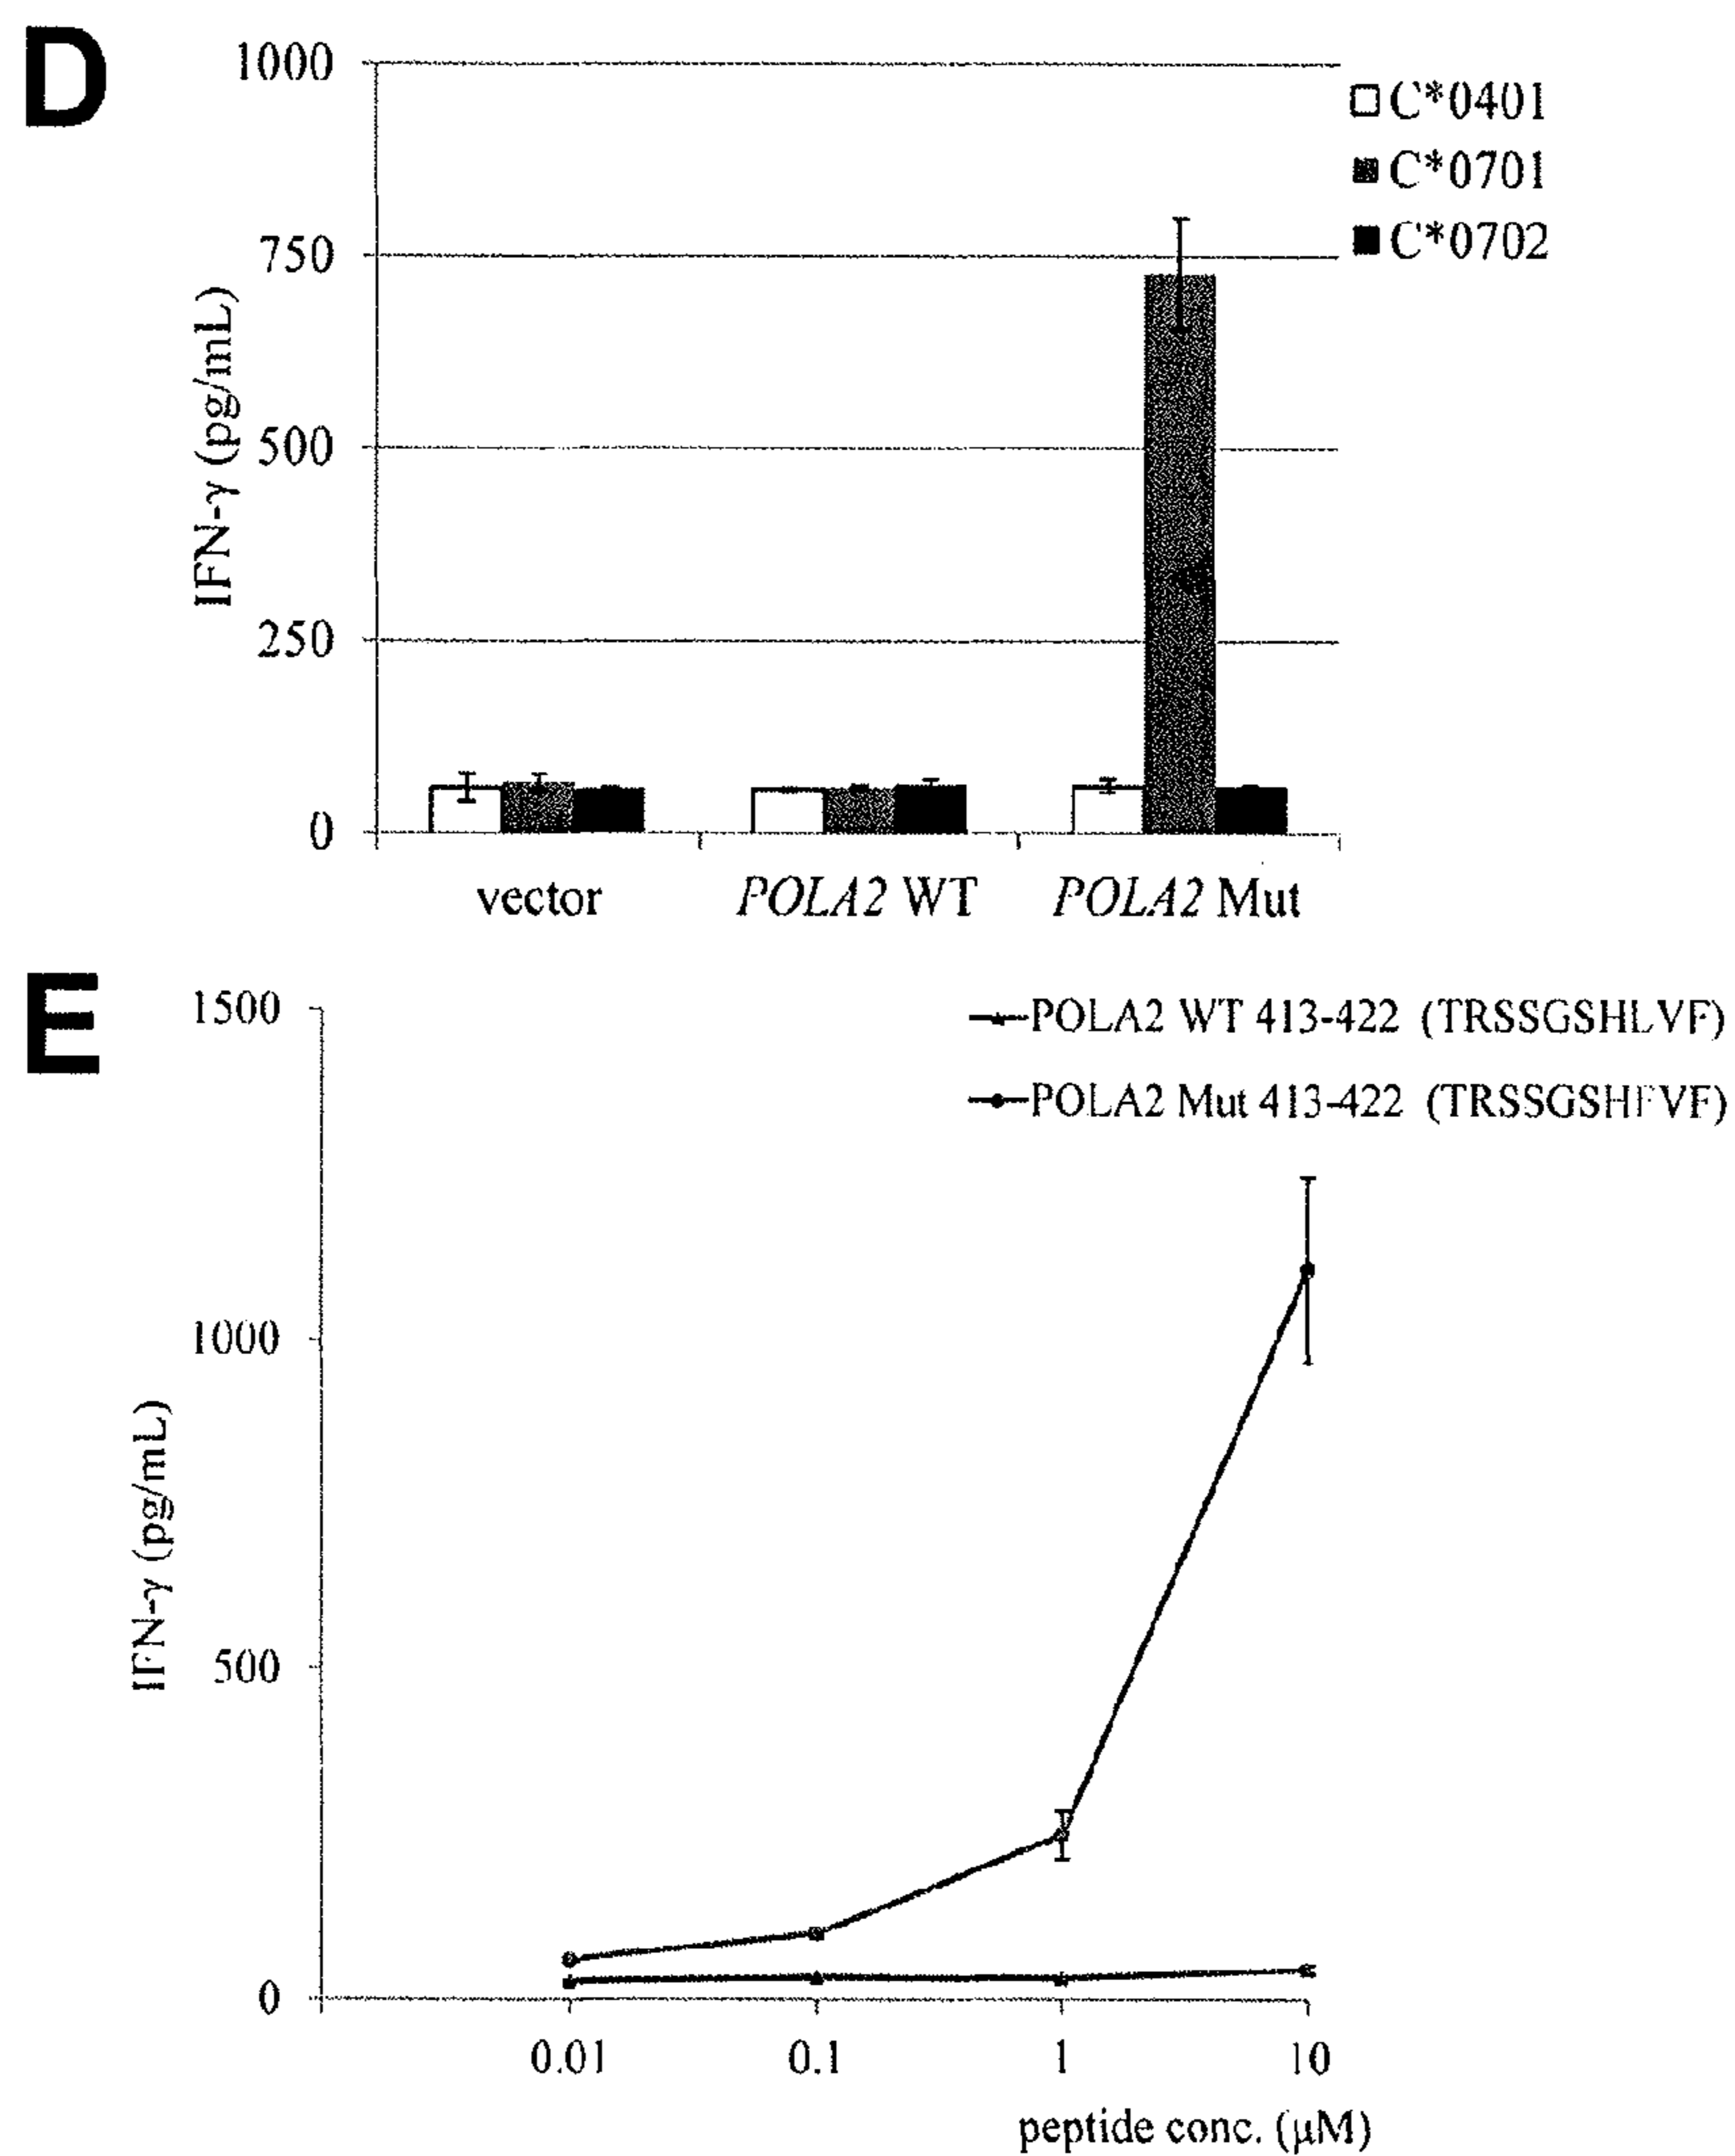 D
1000
750
500
250
0
IFN-γ (pg/mL)
C*0401
C*0701
C*0702
vector
POLA2 WT
POLA2 Mut
E
1500
1000
500
0
IFN-γ (pg/mL)
POLA2 WT 413-422 (TRSSGSHLVF)
POLA2 Mut 413-422 (TRSSGSHFVF)
0.01
0.1
1
10
peptide conc. (μM)